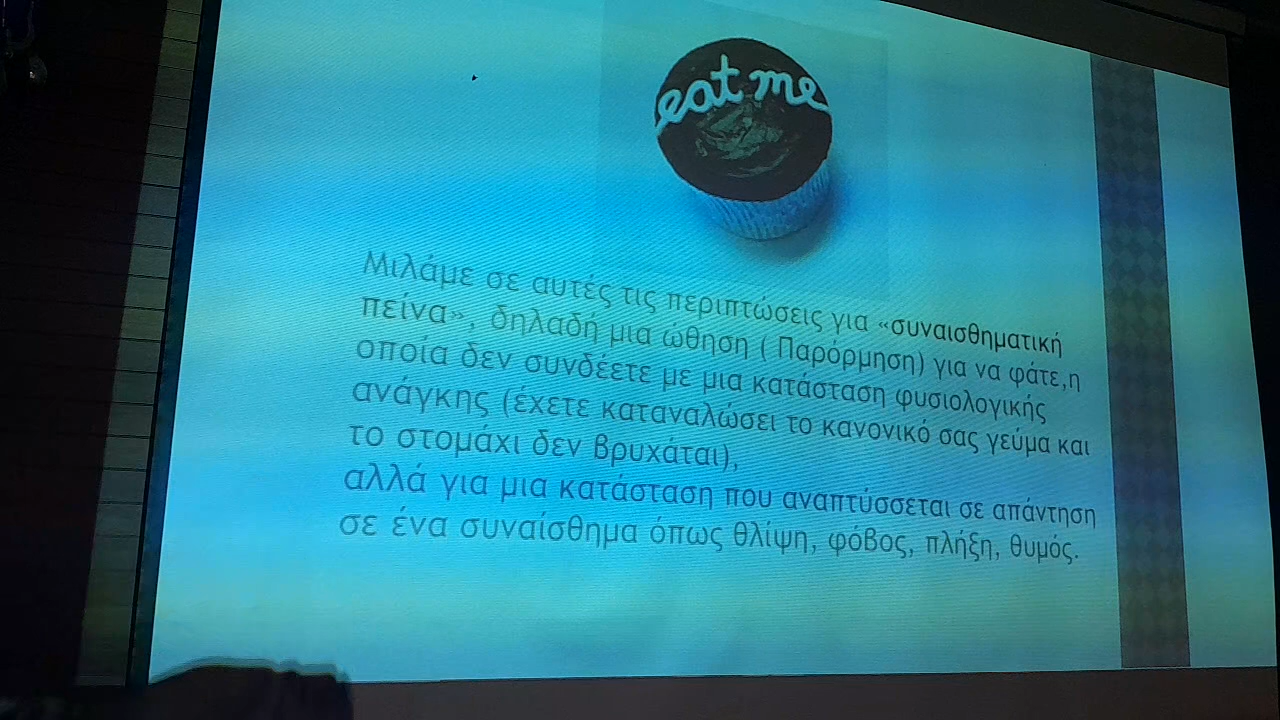 eat me
Μιλάμε σε αυτές τις περιπτώσεις για «συναισθηματική
πείνα», δηλαδή μια ώθηση ( Παρόρμηση) για να φάτε,η
οποία δεν συνδέετε με μια κατάσταση φυσιολογικής
ανάγκης (έχετε καταναλώσει το κανονικό σας γεύμα και
το στομάχι δεν βρυχάται),
αλλά για μια κατάσταση που αναπτύσσεται σε απάντηση
σε ένα συναίσθημα όπως θλίψη, φόβος, πλήξη, θυμός.